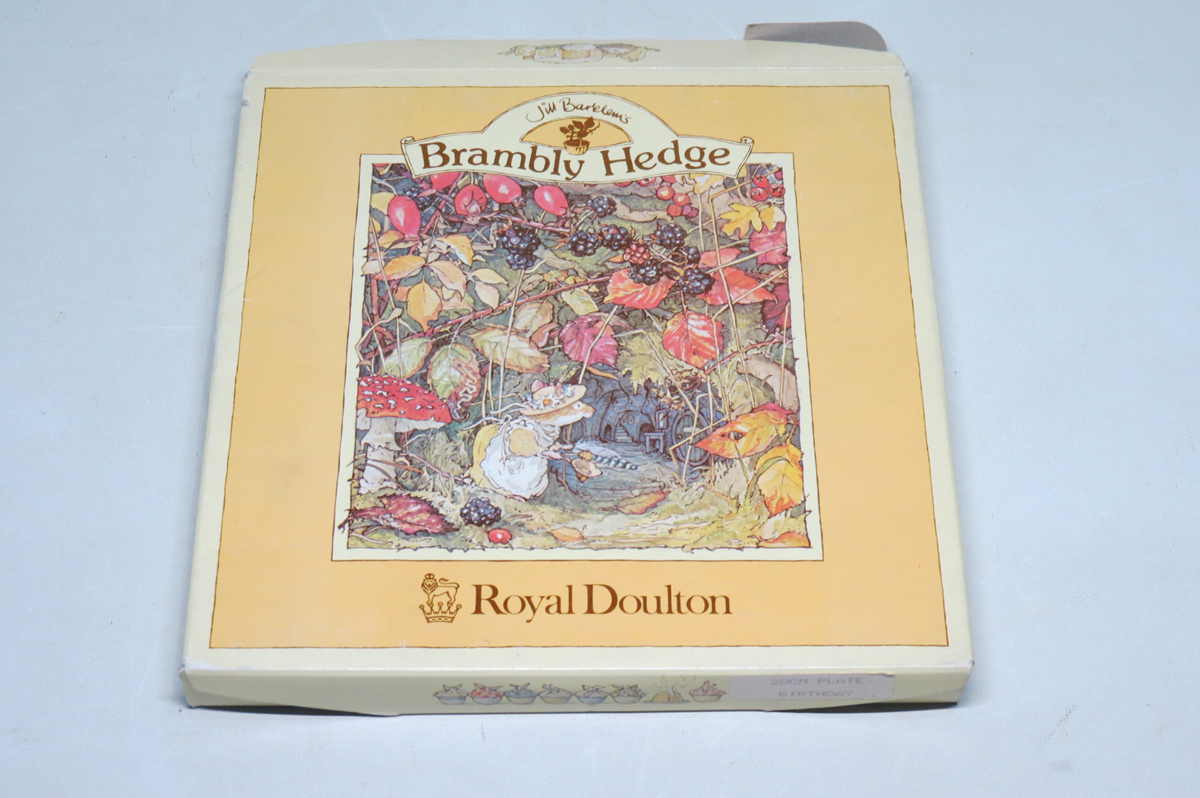 Jill Barklem's
Brambly Hedge
Royal Doulton
20CM PLATE-
BIRTHDAY...